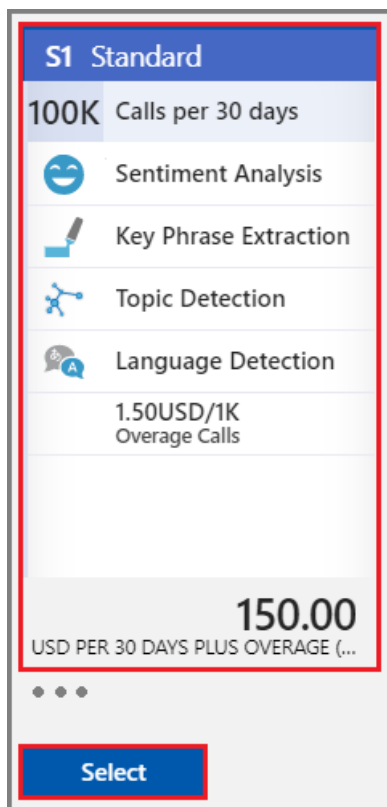 S1 Standard
100K Calls per 30 days
Sentiment Analysis
Key Phrase Extraction
Topic Detection
Language Detection
1.50USD/1K
Overage Calls
150.00
USD PER 30 DAYS PLUS OVERAGE (...
Select